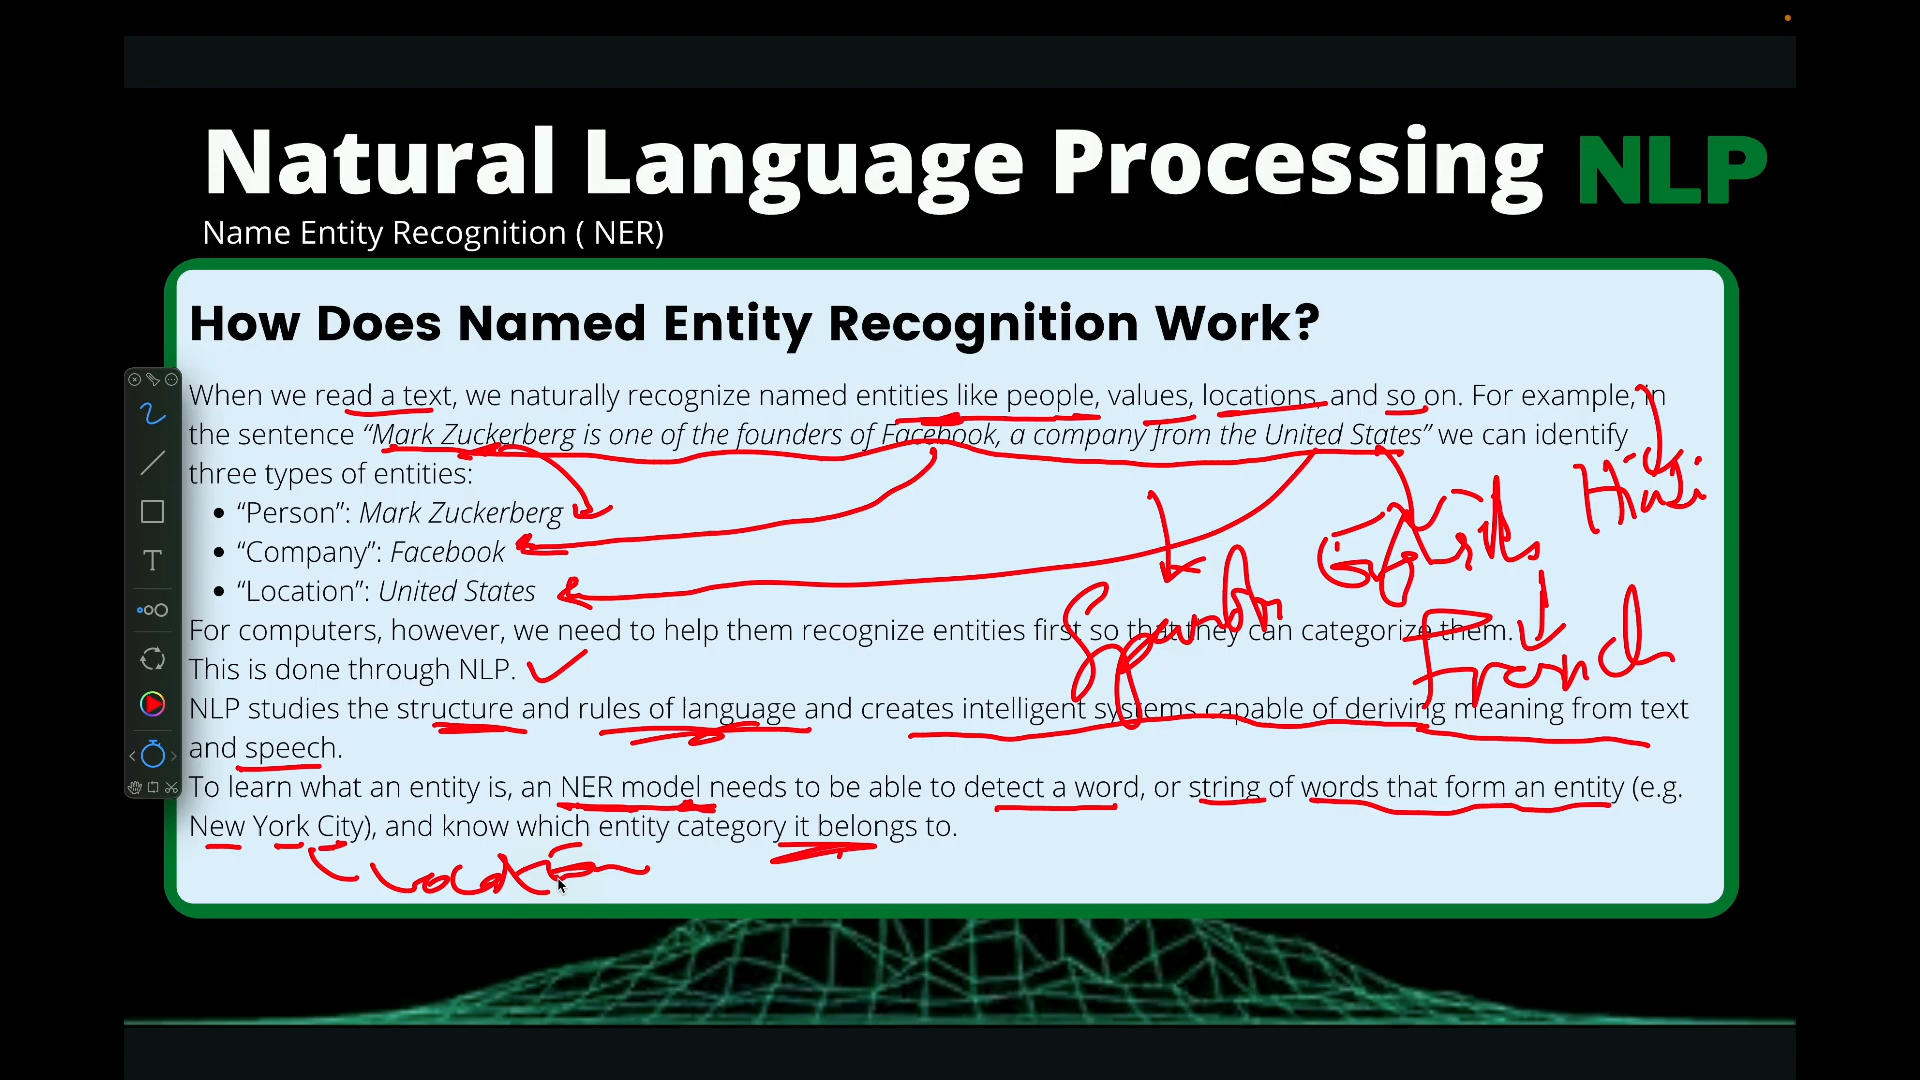 Natural Language Processing NLP
Name Entity Recognition ( NER)
How Does Named Entity Recognition Work?
When we read a text, we naturally recognize named entities like people, values, locations, and so on. For example, in
the sentence “Mark Zuckerberg is one of the founders of Facebook, a company from the United States” we can identify
three types of entities:
• “Person”: Mark Zuckerberg
• “Company”: Facebook
• “Location”: United States
Hindi
English
Spanish
French
For computers, however, we need to help them recognize entities first so that they can categorize them.
This is done through NLP.
NLP studies the structure and rules of language and creates intelligent systems capable of deriving meaning from text
and speech.
To learn what an entity is, an NER model needs to be able to detect a word, or string of words that form an entity (e.g.
New York City), and know which entity category it belongs to.
Location
T